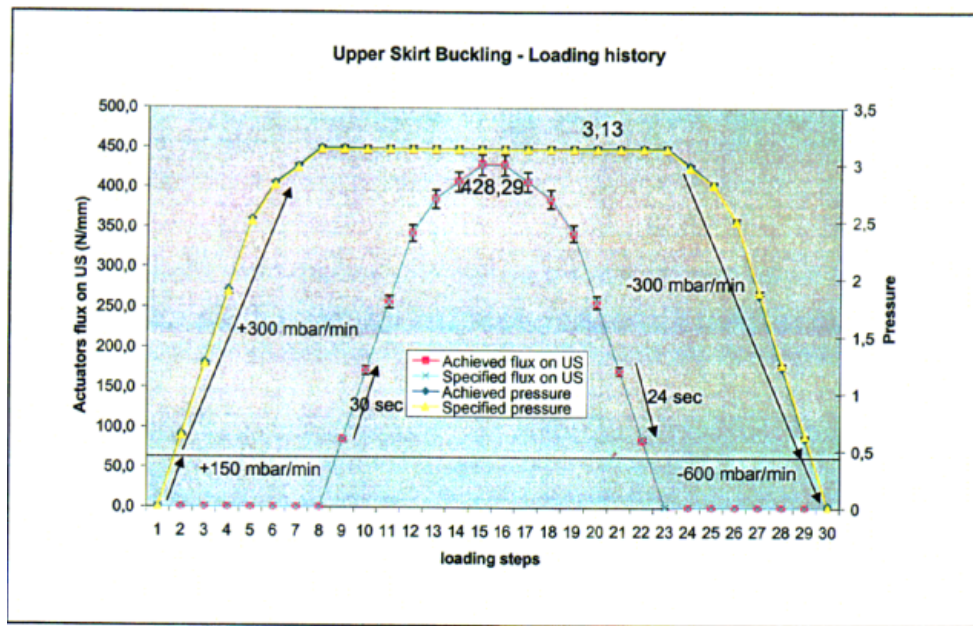 Upper Skirt Buckling - Loading history
Actuators flux on US (N/mm)
500,0
450,0
400,0
350,0
300,0
250,0
200,0
150,0
100,0
50,0
0,0
3,5
3
2,5
2
1,5
1
0,5
0
Pressure
3,13
428,29
+300 mbar/min
-300 mbar/min
Achieved flux on US
Specified flux on US
Achieved pressure
Specified pressure
30 sec
24 sec
+150 mbar/min
-600 mbar/min
1 2 3 4 5 6 7 8 9 10 11 12 13 14 15 16 17 18 19 20 21 22 23 24 25 26 27 28 29 30
loading steps